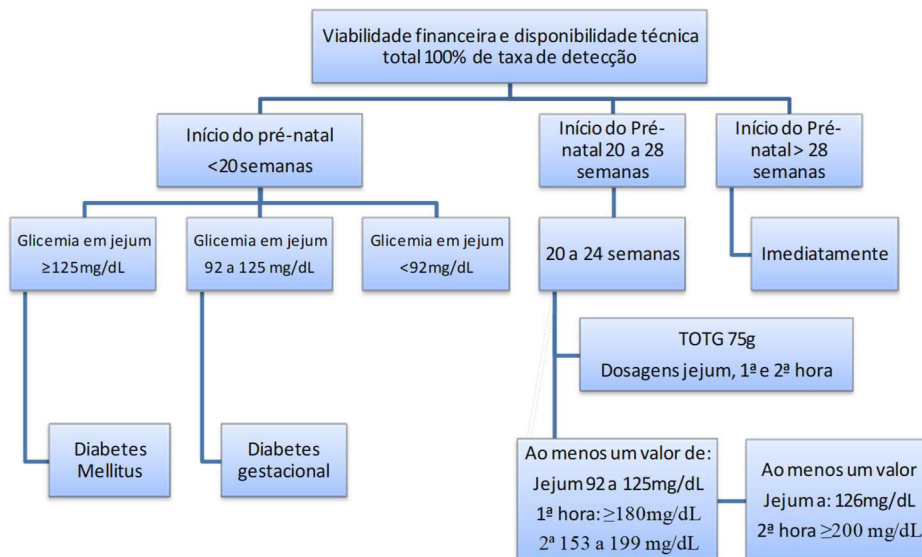 Viabilidade financeira e disponibilidade técnica
total 100% de taxa de detecção
Início do pré-natal
<20 semanas
Início do Pré-
natal 20 a 28
semanas
Início do Pré-
natal > 28
semanas
Glicemia em jejum
≥125mg/dL
Glicemia em jejum
92 a 125 mg/dL
Glicemia em jejum
<92mg/dL
20 a 24 semanas
Imediatamente
TOTG 75g
Dosagens jejum, 1ª e 2ª hora
Diabetes
Mellitus
Diabetes
gestacional
Ao menos um valor de:
Jejum 92 a 125mg/dL
1ª hora: ≥180mg/dL
2ª 153 a 199 mg/dL
Ao menos um valor
Jejum a: 126mg/dL
2ª hora ≥200 mg/dL